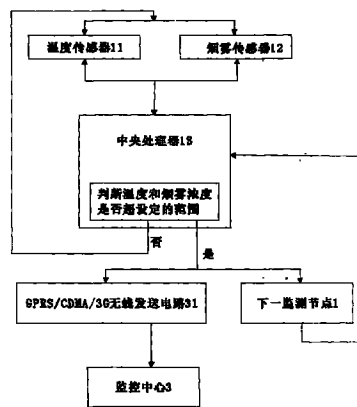 温度传感器11
烟雾传感器12
中央处理器13
判断温度和烟雾浓度
是否超设定的范围
否
是
GPRS/CDMA/3G无线发送电路31
下一监测节点1
监控中心3